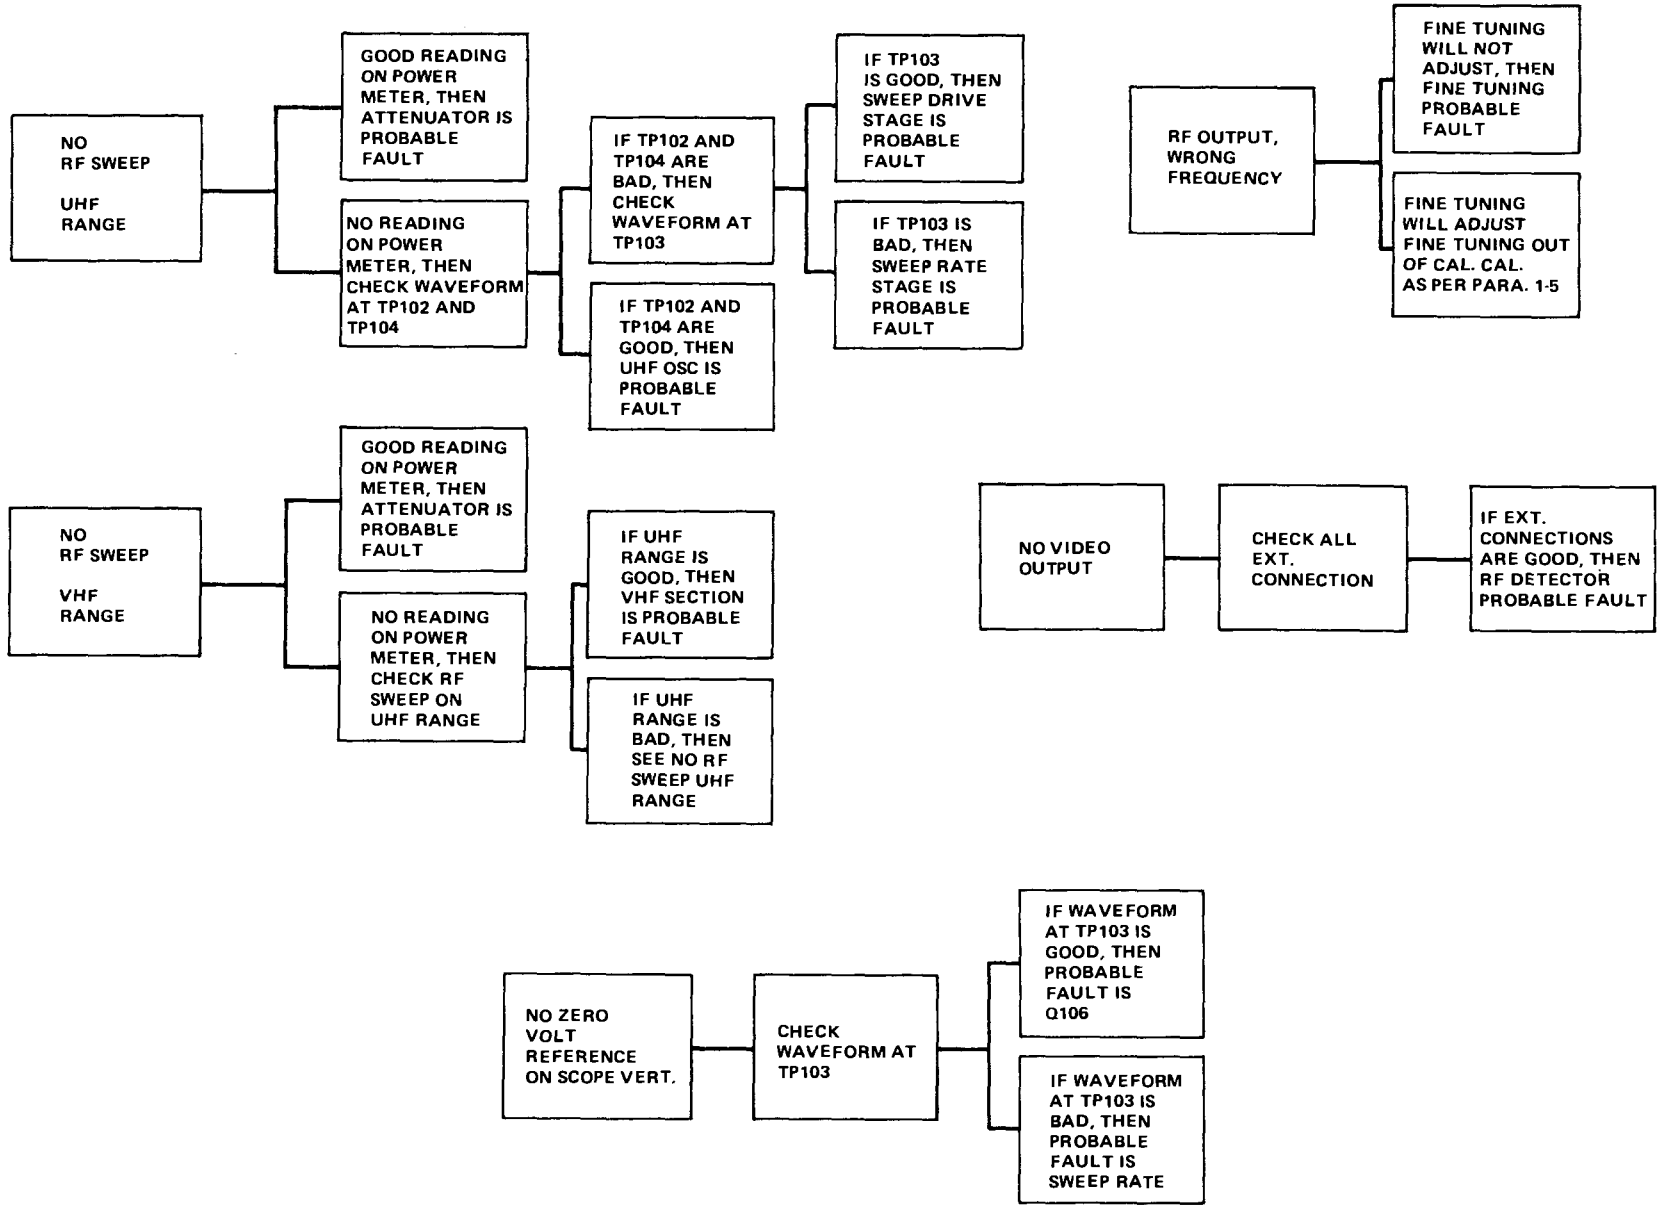 NO
RF SWEEP
UHF
RANGE
GOOD READING
ON POWER
METER, THEN
ATTENUATOR IS
PROBABLE
FAULT
NO READING
ON POWER
METER, THEN
CHECK WAVEFORM
AT TP102 AND
TP104
IF TP102 AND
TP104 ARE
BAD, THEN
CHECK
WAVEFORM AT
TP103
IF TP102 AND
TP104 ARE
GOOD, THEN
UHF OSC IS
PROBABLE
FAULT
IF TP103
IS GOOD, THEN
SWEEP DRIVE
STAGE IS
PROBABLE
FAULT
IF TP103 IS
BAD, THEN
SWEEP RATE
STAGE IS
PROBABLE
FAULT
RF OUTPUT,
WRONG
FREQUENCY
FINE TUNING
WILL NOT
ADJUST, THEN
FINE TUNING
PROBABLE
FAULT
FINE TUNING
WILL ADJUST
FINE TUNING OUT
OF CAL. CAL.
AS PER PARA. 1-5
NO
RF SWEEP
VHF
RANGE
GOOD READING
ON POWER
METER, THEN
ATTENUATOR IS
PROBABLE
FAULT
NO READING
ON POWER
METER, THEN
CHECK RF
SWEEP ON
UHF RANGE
IF UHF
RANGE IS
GOOD, THEN
VHF SECTION
IS PROBABLE
FAULT
IF UHF
RANGE IS
BAD, THEN
SEE NO RF
SWEEP UHF
RANGE
NO VIDEO
OUTPUT
CHECK ALL
EXT.
CONNECTION
IF EXT.
CONNECTIONS
ARE GOOD, THEN
RF DETECTOR
PROBABLE FAULT
NO ZERO
VOLT
REFERENCE
ON SCOPE VERT.
CHECK
WAVEFORM AT
TP103
IF WAVEFORM
AT TP103 IS
GOOD, THEN
PROBABLE
FAULT IS
Q106
IF WAVEFORM
AT TP103 IS
BAD, THEN
PROBABLE
FAULT IS
SWEEP RATE